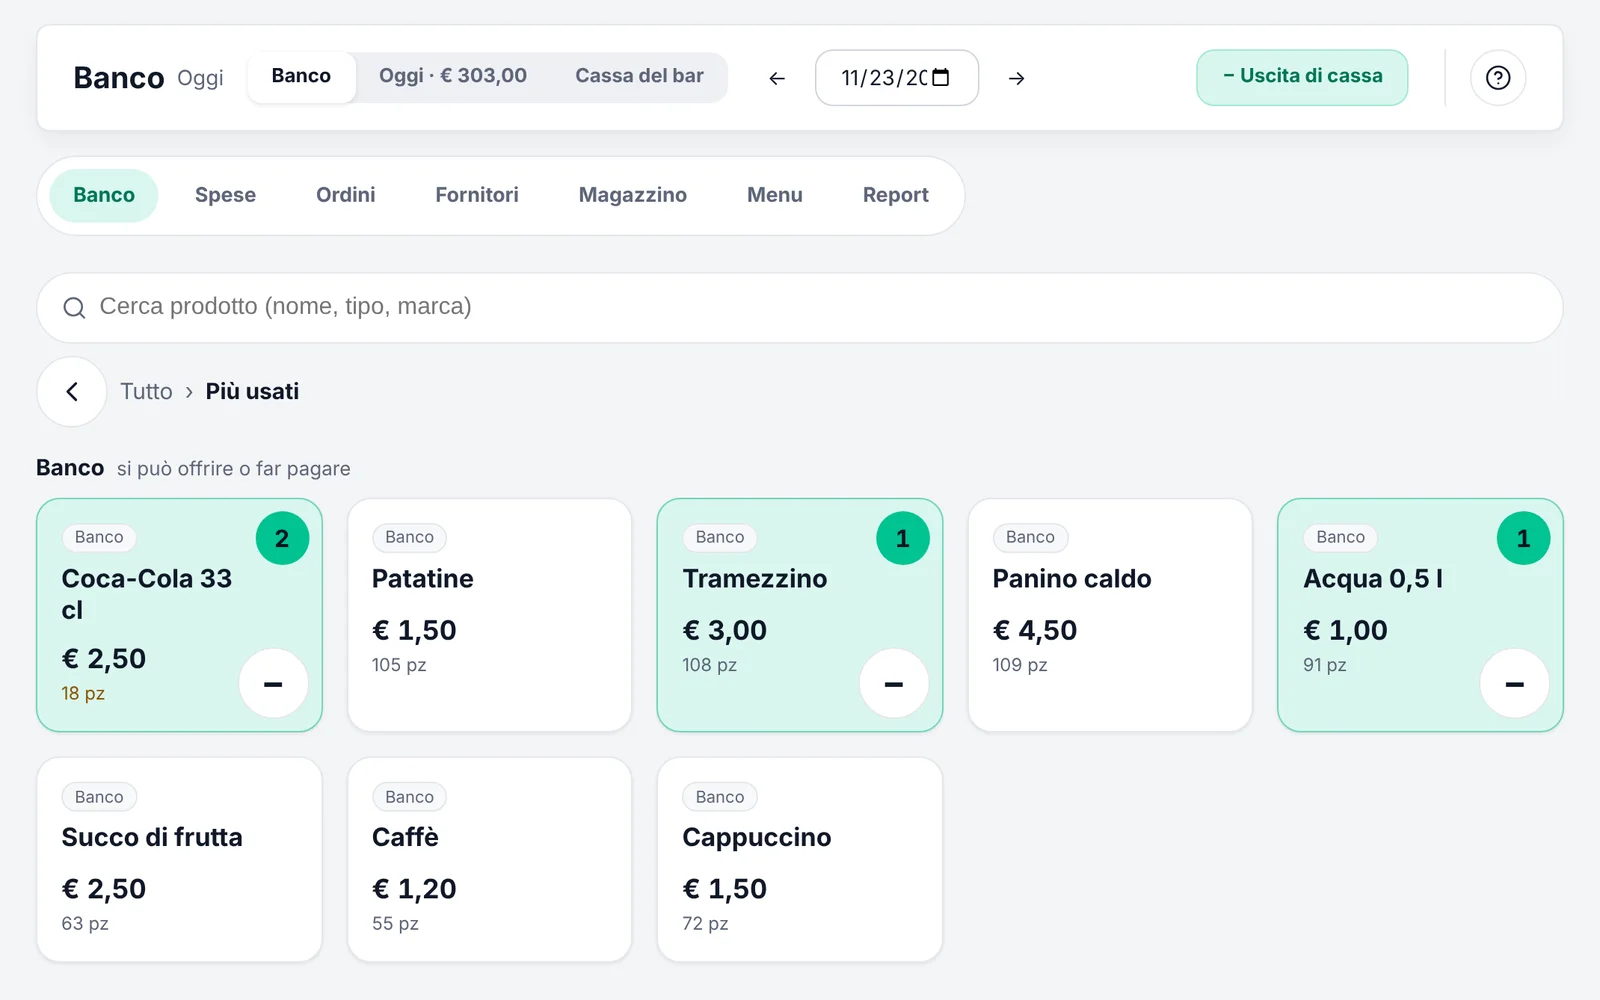 Banco Oggi
Banco
Oggi · € 303,00
Cassa del bar
←
11/23/20
→
− Uscita di cassa
Banco
Spese
Ordini
Fornitori
Magazzino
Menu
Report
Cerca prodotto (nome, tipo, marca)
Tutto › Più usati
Banco si può offrire o far pagare
Banco
2
Coca-Cola 33
cl
€ 2,50
18 pz
−
Banco
Patatine
€ 1,50
105 pz
Banco
1
Tramezzino
€ 3,00
108 pz
−
Banco
Panino caldo
€ 4,50
109 pz
Banco
1
Acqua 0,5 l
€ 1,00
91 pz
−
Banco
Succo di frutta
€ 2,50
63 pz
Banco
Caffè
€ 1,20
55 pz
Banco
Cappuccino
€ 1,50
72 pz